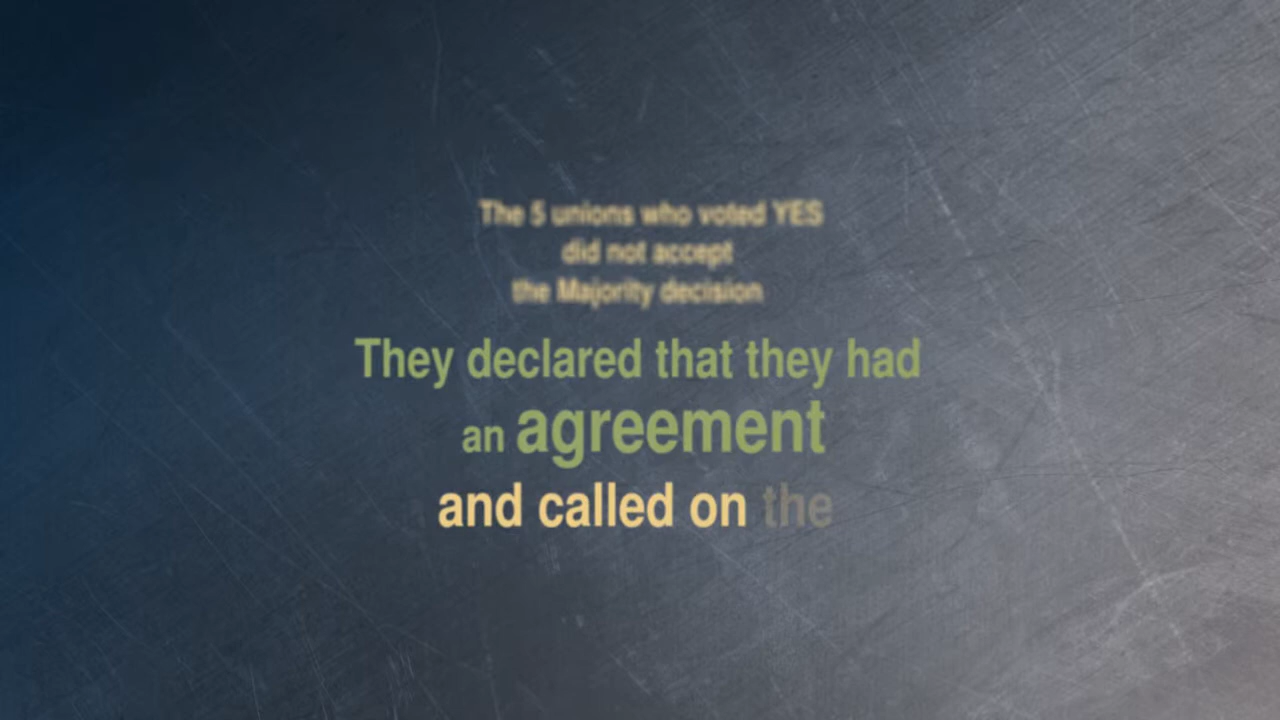 The 5 unions who voted YES
did not accept
the Majority decision
They declared that they had
an agreement
and called on the